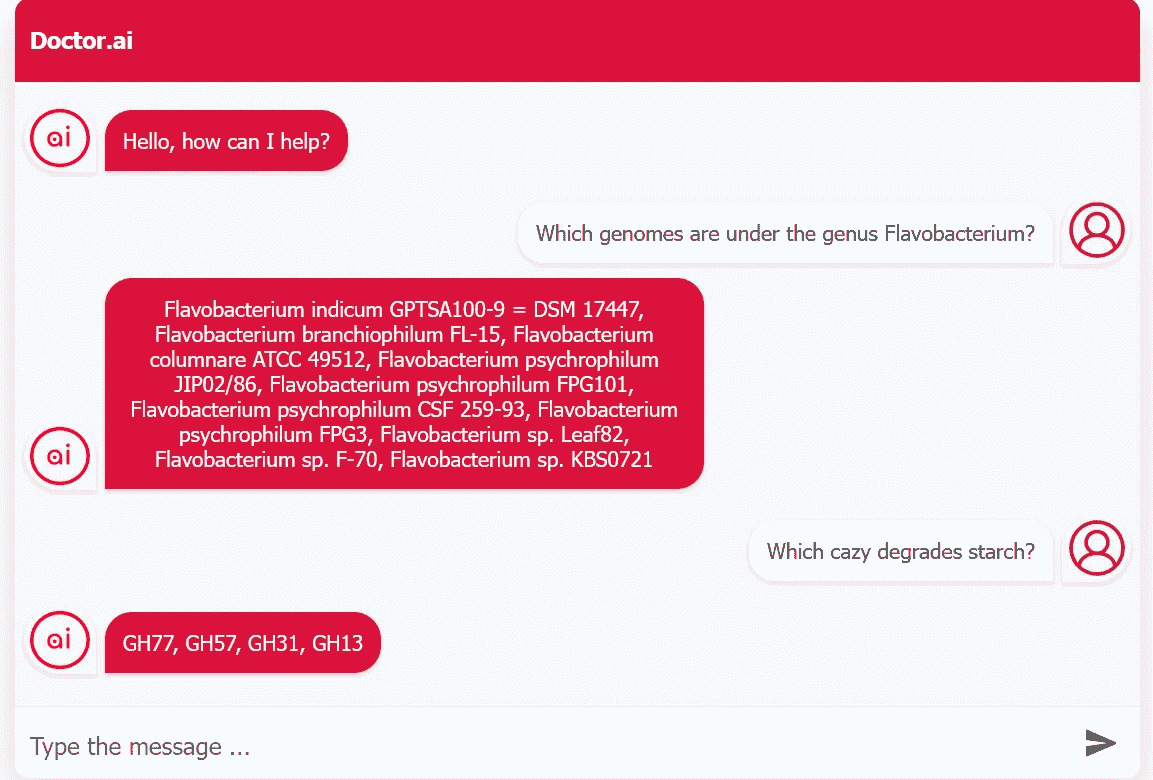 Doctor.ai
ai
Hello, how can I help?
Which genomes are under the genus Flavobacterium?
Flavobacterium indicum GPTSA100-9 = DSM 17447,
Flavobacterium branchiophilum FL-15, Flavobacterium
columnare ATCC 49512, Flavobacterium psychrophilum
JIP02/86, Flavobacterium psychrophilum FPG101,
Flavobacterium psychrophilum CSF 259-93, Flavobacterium
psychrophilum FPG3, Flavobacterium sp. Leaf82,
Flavobacterium sp. F-70, Flavobacterium sp. KBS0721
ai
Which cazy degrades starch?
ai
GH77, GH57, GH31, GH13
Type the message ...